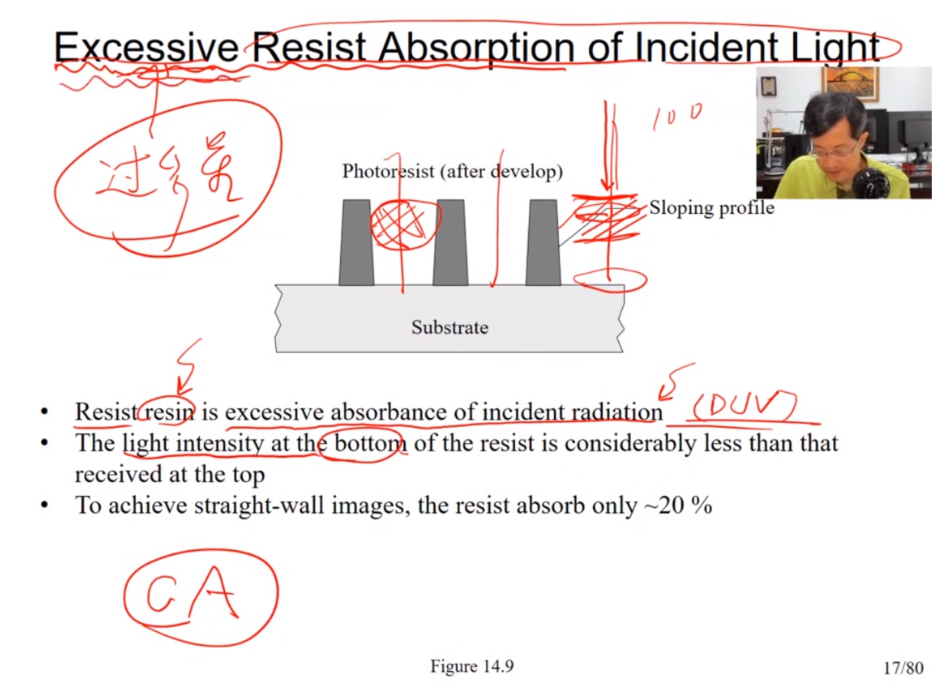 Excessive Resist Absorption of Incident Light
100
过多量
Photoresist (after develop)
Sloping profile
Substrate
• Resist resin is excessive absorbance of incident radiation (DUV)
• The light intensity at the bottom of the resist is considerably less than that
received at the top
• To achieve straight-wall images, the resist absorb only ~20 %
CA
Figure 14.9
17/80